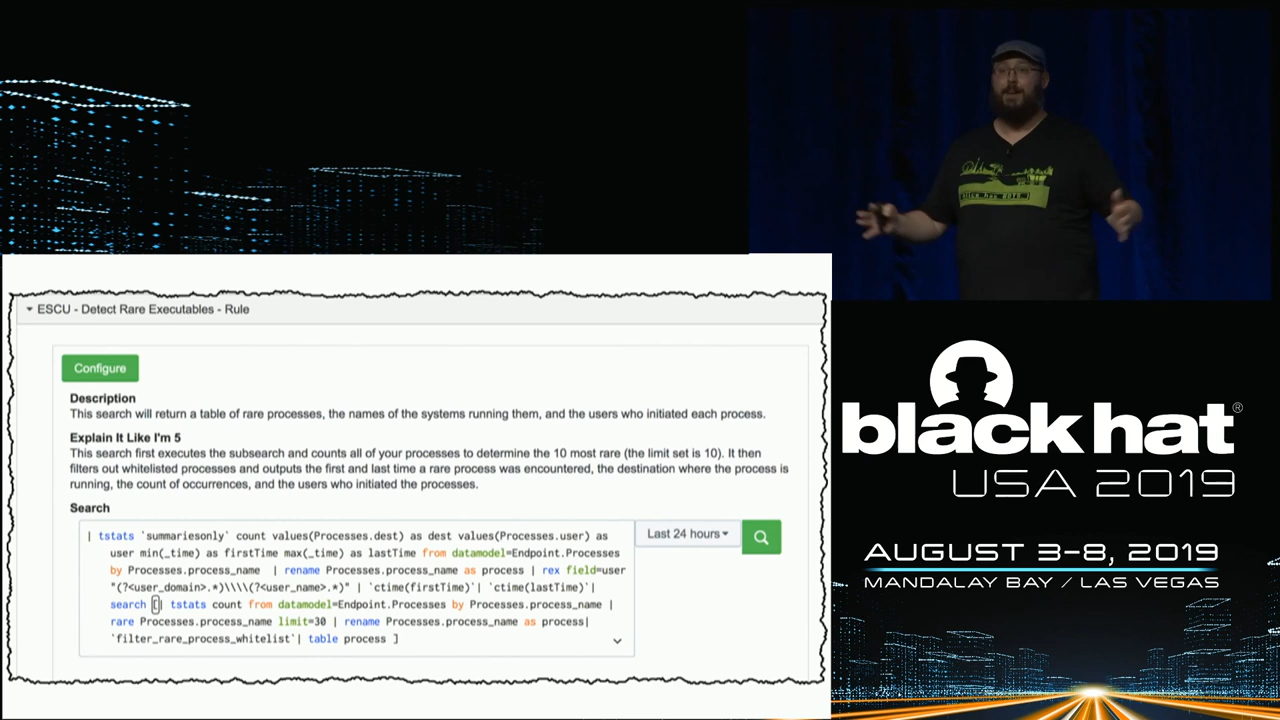 ESCU - Detect Rare Executables - Rule
Configure
Description
This search will return a table of rare processes, the names of the systems running them, and the users who initiated each process.
Explain It Like I'm 5
This search first executes the subsearch and counts all of your processes to determine the 10 most rare (the limit set is 10). It then
filters out whitelisted processes and outputs the first and last time a rare process was encountered, the destination where the process is
running, the count of occurrences, and the users who initiated the processes.
Search
| tstats `summariesonly` count values(Processes.dest) as dest values(Processes.user) as
user min(_time) as firstTime max(_time) as lastTime from datamodel=Endpoint.Processes
by Processes.process_name | rename Processes.process_name as process | rex field=user
"(?<user_domain>.*)\\\\(?<user_name>.*)" | `ctime(firstTime)`| `ctime(lastTime)`|
search [| tstats count from datamodel=Endpoint.Processes by Processes.process_name |
rare Processes.process_name limit=30 | rename Processes.process_name as process|
`filter_rare_process_whitelist`| table process ]
Last 24 hours
black hat®
USA 2019
AUGUST 3-8, 2019
MANDALAY BAY / LAS VEGAS